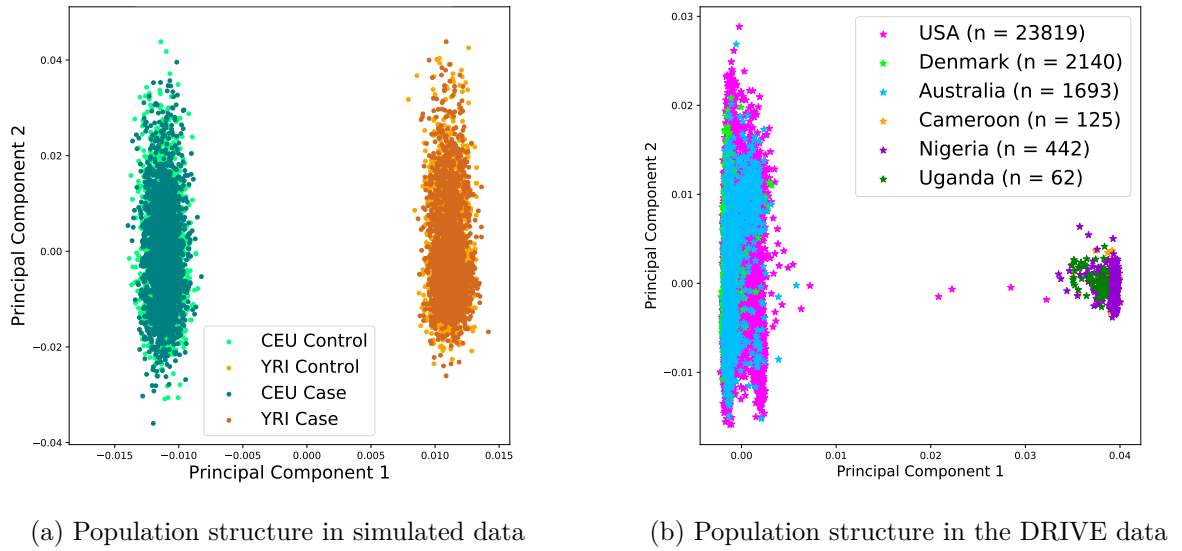 0.04
0.02
0.00
−0.02
−0.04
Principal Component 2
CEU Control
YRI Control
CEU Case
YRI Case
−0.015
−0.010
−0.005
0.000
0.005
0.010
0.015
Principal Component 1
(a) Population structure in simulated data
0.03
0.02
0.01
0.00
−0.01
Principal Component 2
USA (n = 23819)
Denmark (n = 2140)
Australia (n = 1693)
Cameroon (n = 125)
Nigeria (n = 442)
Uganda (n = 62)
0.00
0.01
0.02
0.03
0.04
Principal Component 1
(b) Population structure in the DRIVE data